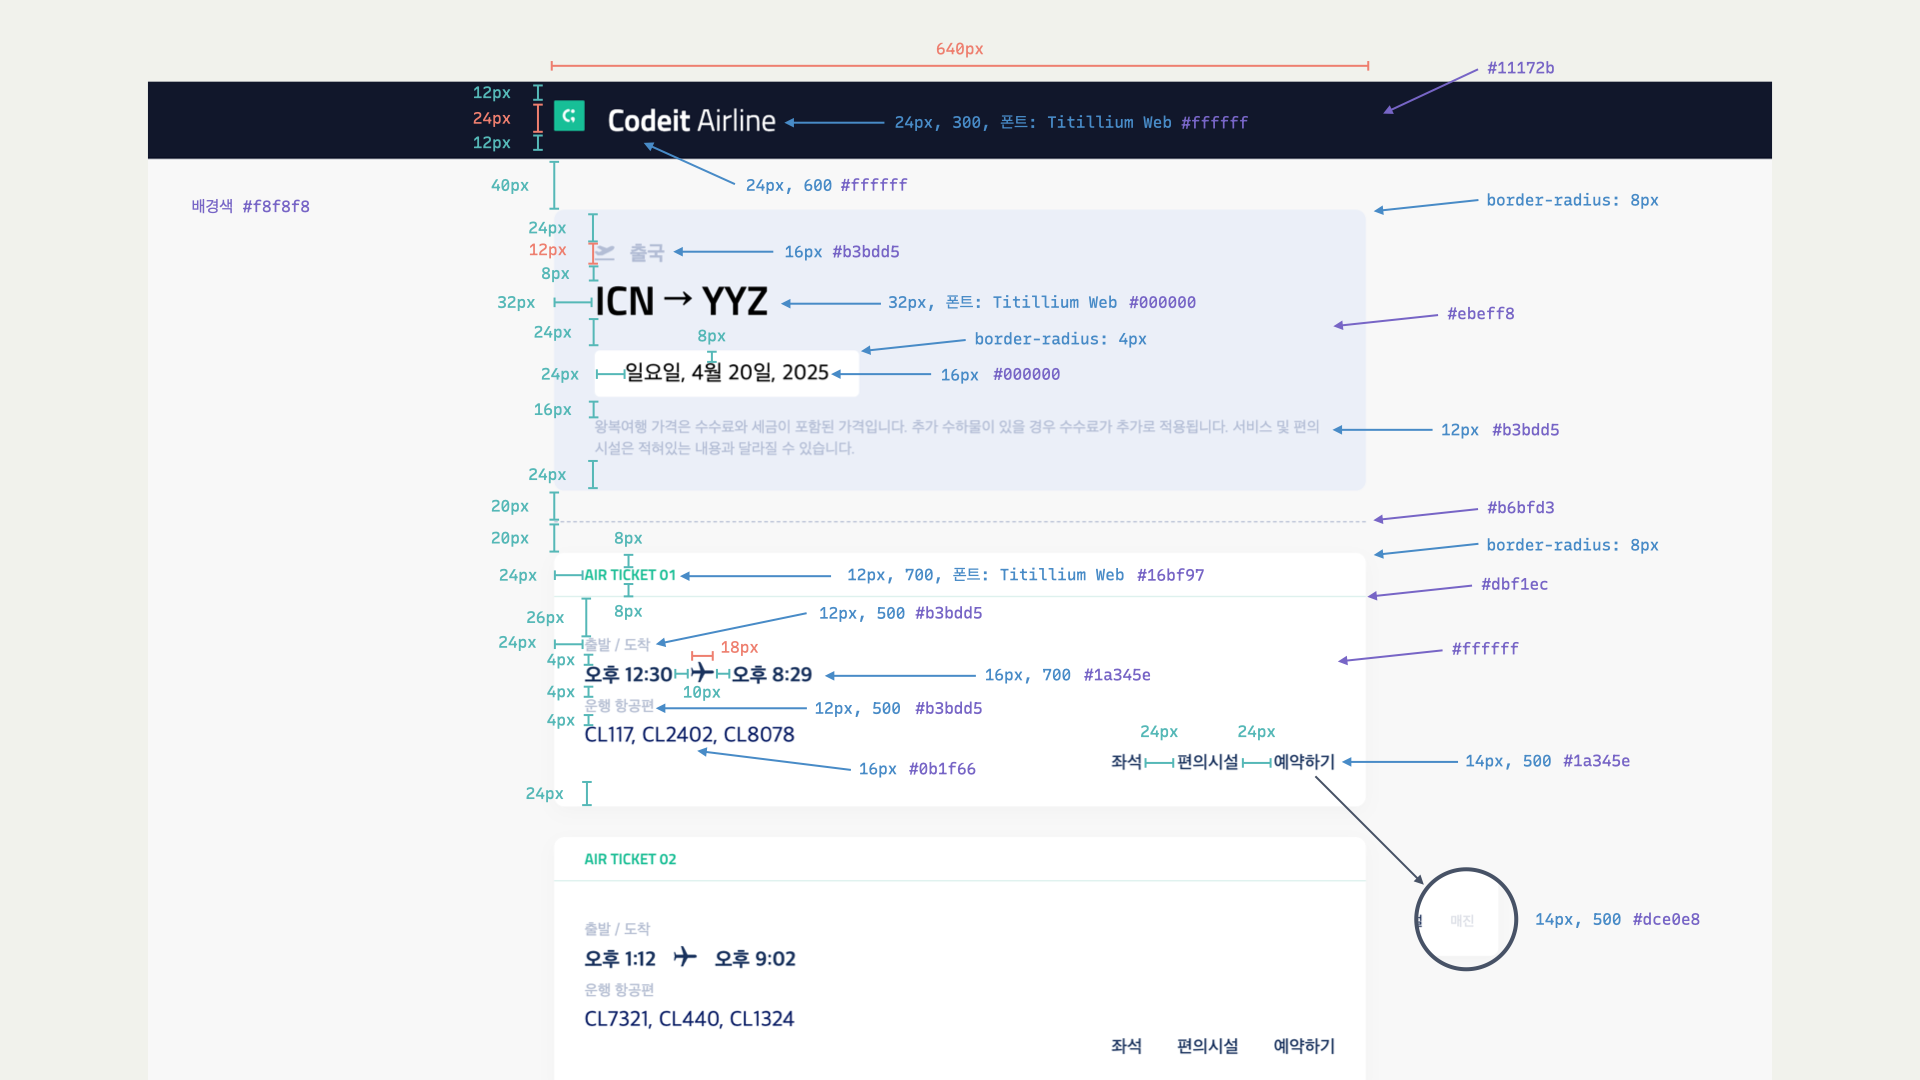 640px
#11172b
12px
24px
12px
Codeit Airline
24px, 300, 폰트: Titillium Web #ffffff
40px
24px, 600 #ffffff
배경색 #f8f8f8
border-radius: 8px
24px
12px
출국
16px #b3bdd5
8px
32px
ICN → YYZ
32px, 폰트: Titillium Web #000000
#ebeff8
24px
8px
border-radius: 4px
24px
일요일, 4월 20일, 2025
16px #000000
16px
왕복여행 가격은 수수료와 세금이 포함된 가격입니다. 추가 수하물이 있을 경우 수수료가 추가로 적용됩니다. 서비스 및 편의
시설은 적혀있는 내용과 달라질 수 있습니다.
12px #b3bdd5
24px
20px
#b6bfd3
20px
8px
border-radius: 8px
24px
AIR TICKET 01
12px, 700, 폰트: Titillium Web #16bf97
#dbf1ec
8px
26px
12px, 500 #b3bdd5
24px
출발 / 도착
18px
#ffffff
4px
오후 12:30
오후 8:29
16px, 700 #1a345e
4px
10px
운행 항공편
12px, 500 #b3bdd5
4px
CL117, CL2402, CL8078
24px
24px
16px #0b1f66
좌석
편의시설
예약하기
14px, 500 #1a345e
24px
AIR TICKET 02
매진
14px, 500 #dce0e8
출발 / 도착
오후 1:12
오후 9:02
운행 항공편
CL7321, CL440, CL1324
좌석
편의시설
예약하기